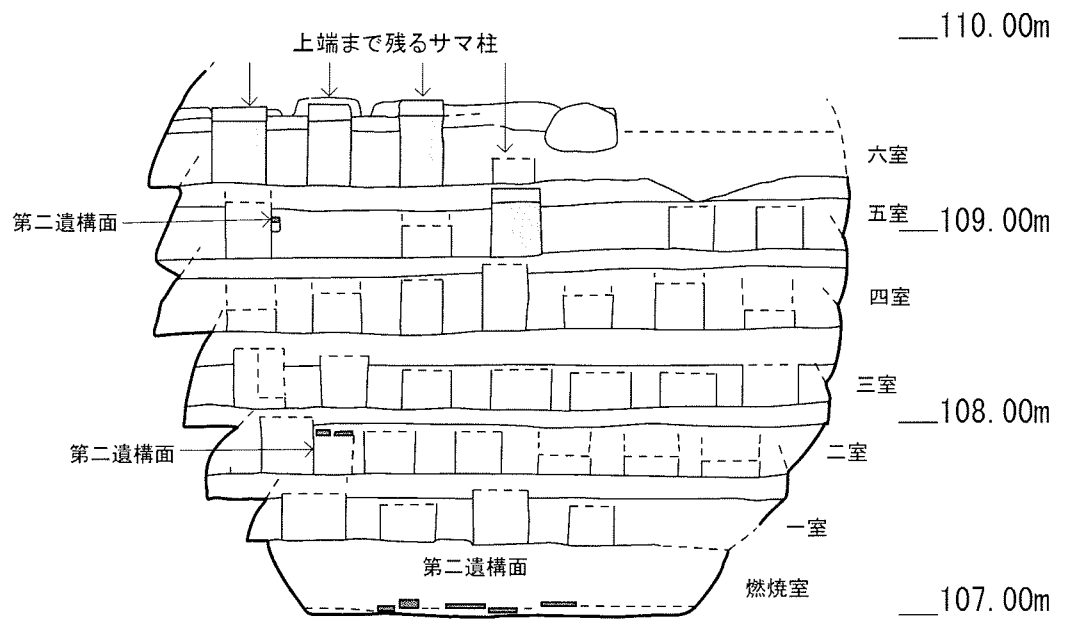 110.00m
上端まで残るサマ柱
六室
第二遺構面
五室
109.00m
四室
三室
108.00m
第二遺構面
二室
一室
第二遺構面
燃焼室
107.00m